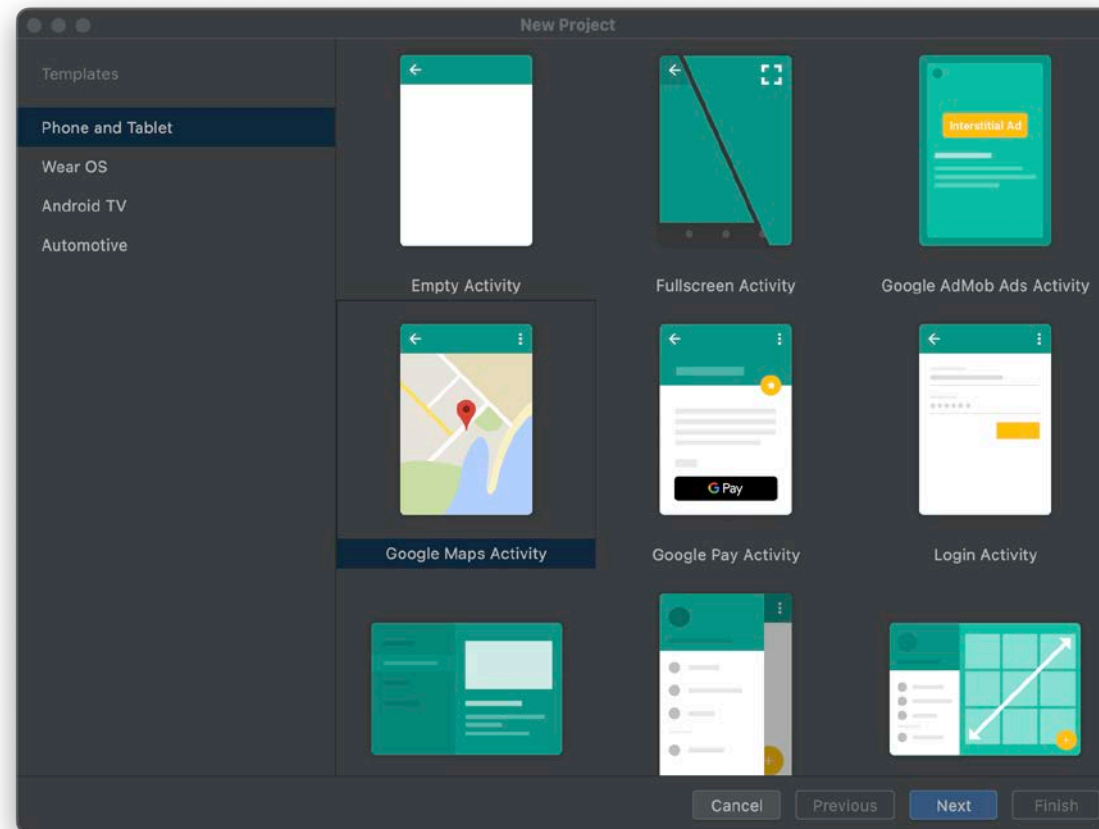 New Project
Templates
Phone and Tablet
Wear OS
Android TV
Automotive
Interstitial Ad
Empty Activity
Fullscreen Activity
Google AdMob Ads Activity
G Pay
Google Maps Activity
Google Pay Activity
Login Activity
Cancel
Previous
Next
Finish